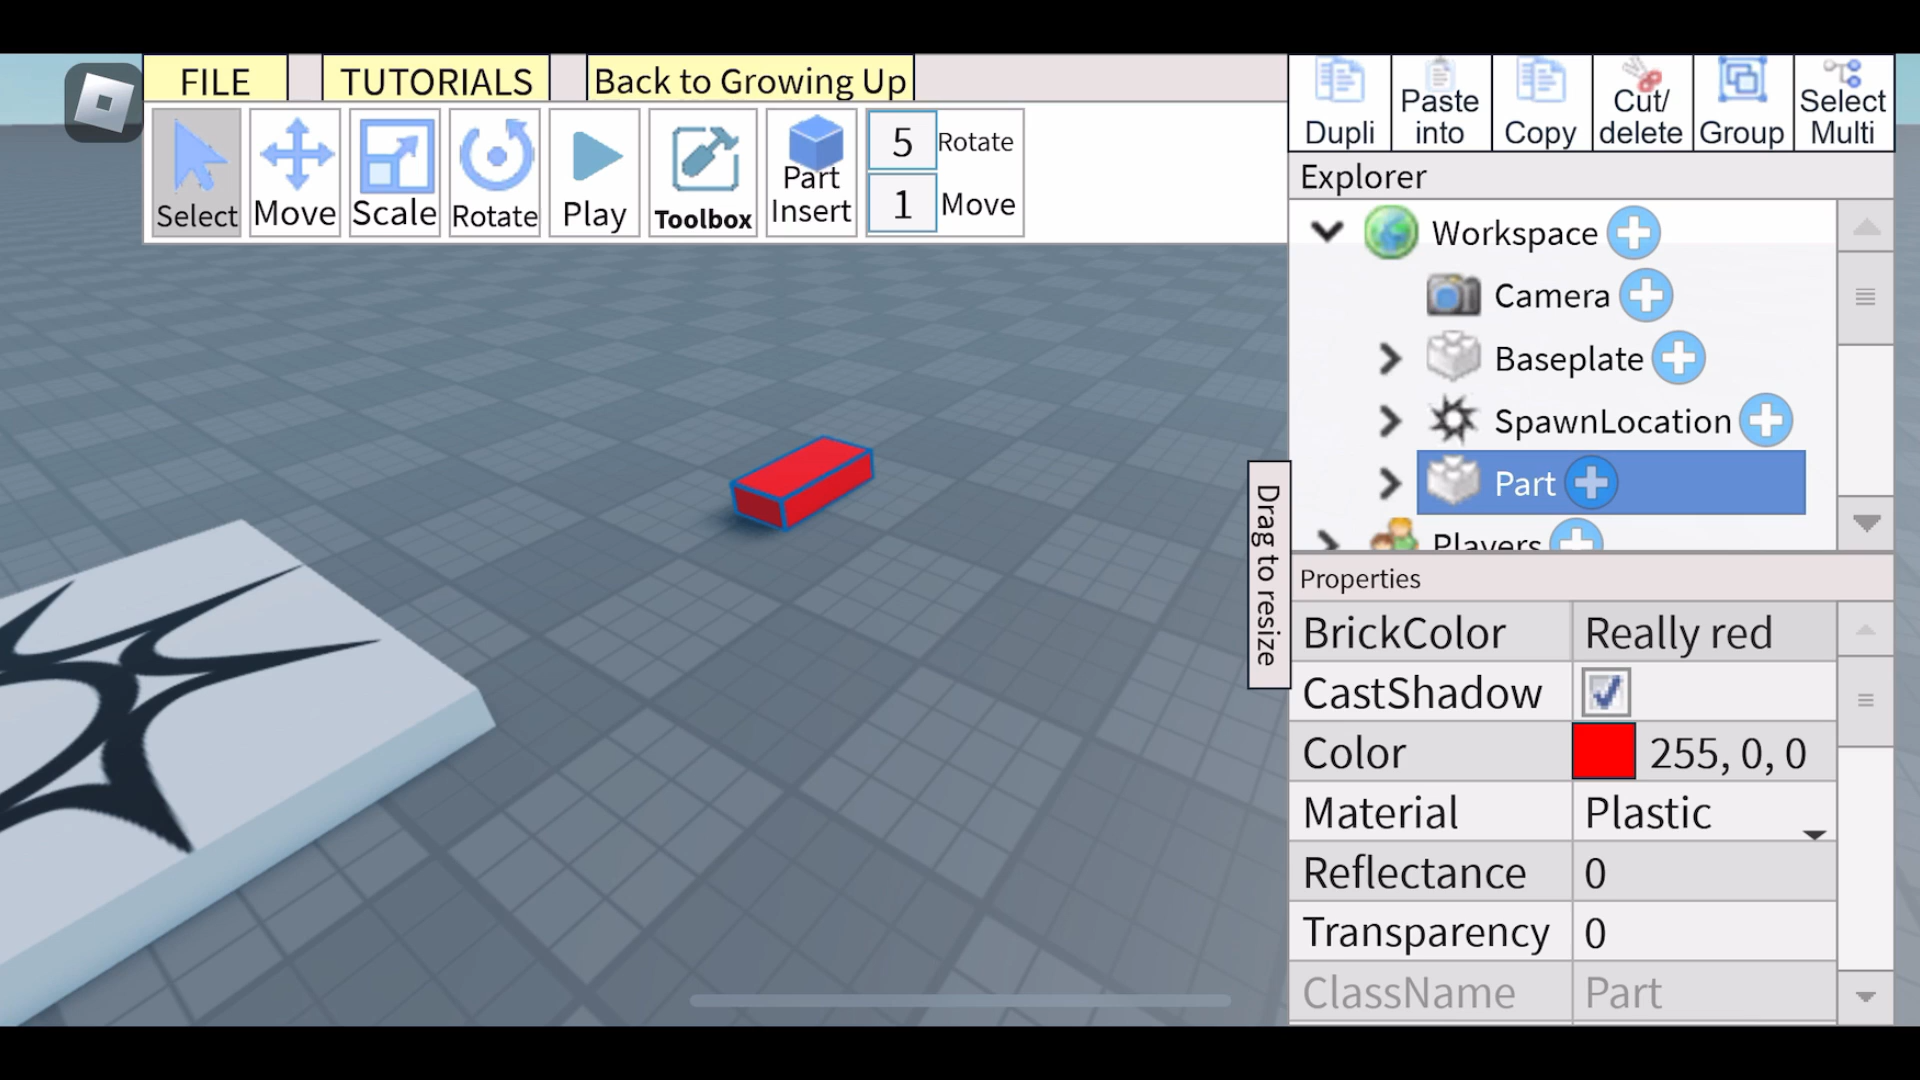 FILE
TUTORIALS
Back to Growing Up
Select
Move
Scale
Rotate
Play
Toolbox
Part
Insert
5 Rotate
1 Move
Dupli
Paste
into
Copy
Cut/
delete
Group
Select
Multi
Explorer
Workspace
Camera
Baseplate
SpawnLocation
Part
Players
Drag to resize
Properties
BrickColor Really red
CastShadow
Color 255, 0, 0
Material Plastic
Reflectance 0
Transparency 0
ClassName Part